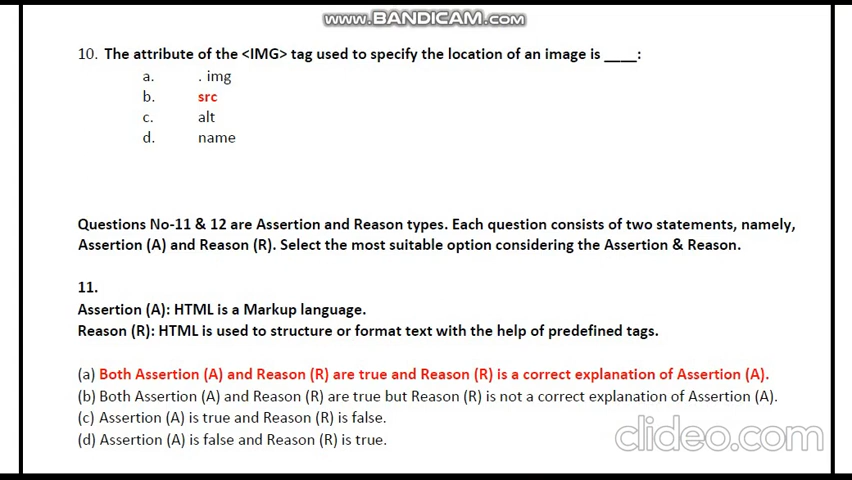 www.BANDICAM.com
10. The attribute of the <IMG> tag used to specify the location of an image is ____:
a. . img
b. src
c. alt
d. name
Questions No-11 & 12 are Assertion and Reason types. Each question consists of two statements, namely,
Assertion (A) and Reason (R). Select the most suitable option considering the Assertion & Reason.
11.
Assertion (A): HTML is a Markup language.
Reason (R): HTML is used to structure or format text with the help of predefined tags.
(a) Both Assertion (A) and Reason (R) are true and Reason (R) is a correct explanation of Assertion (A).
(b) Both Assertion (A) and Reason (R) are true but Reason (R) is not a correct explanation of Assertion (A).
(c) Assertion (A) is true and Reason (R) is false.
(d) Assertion (A) is false and Reason (R) is true.
clideo.com